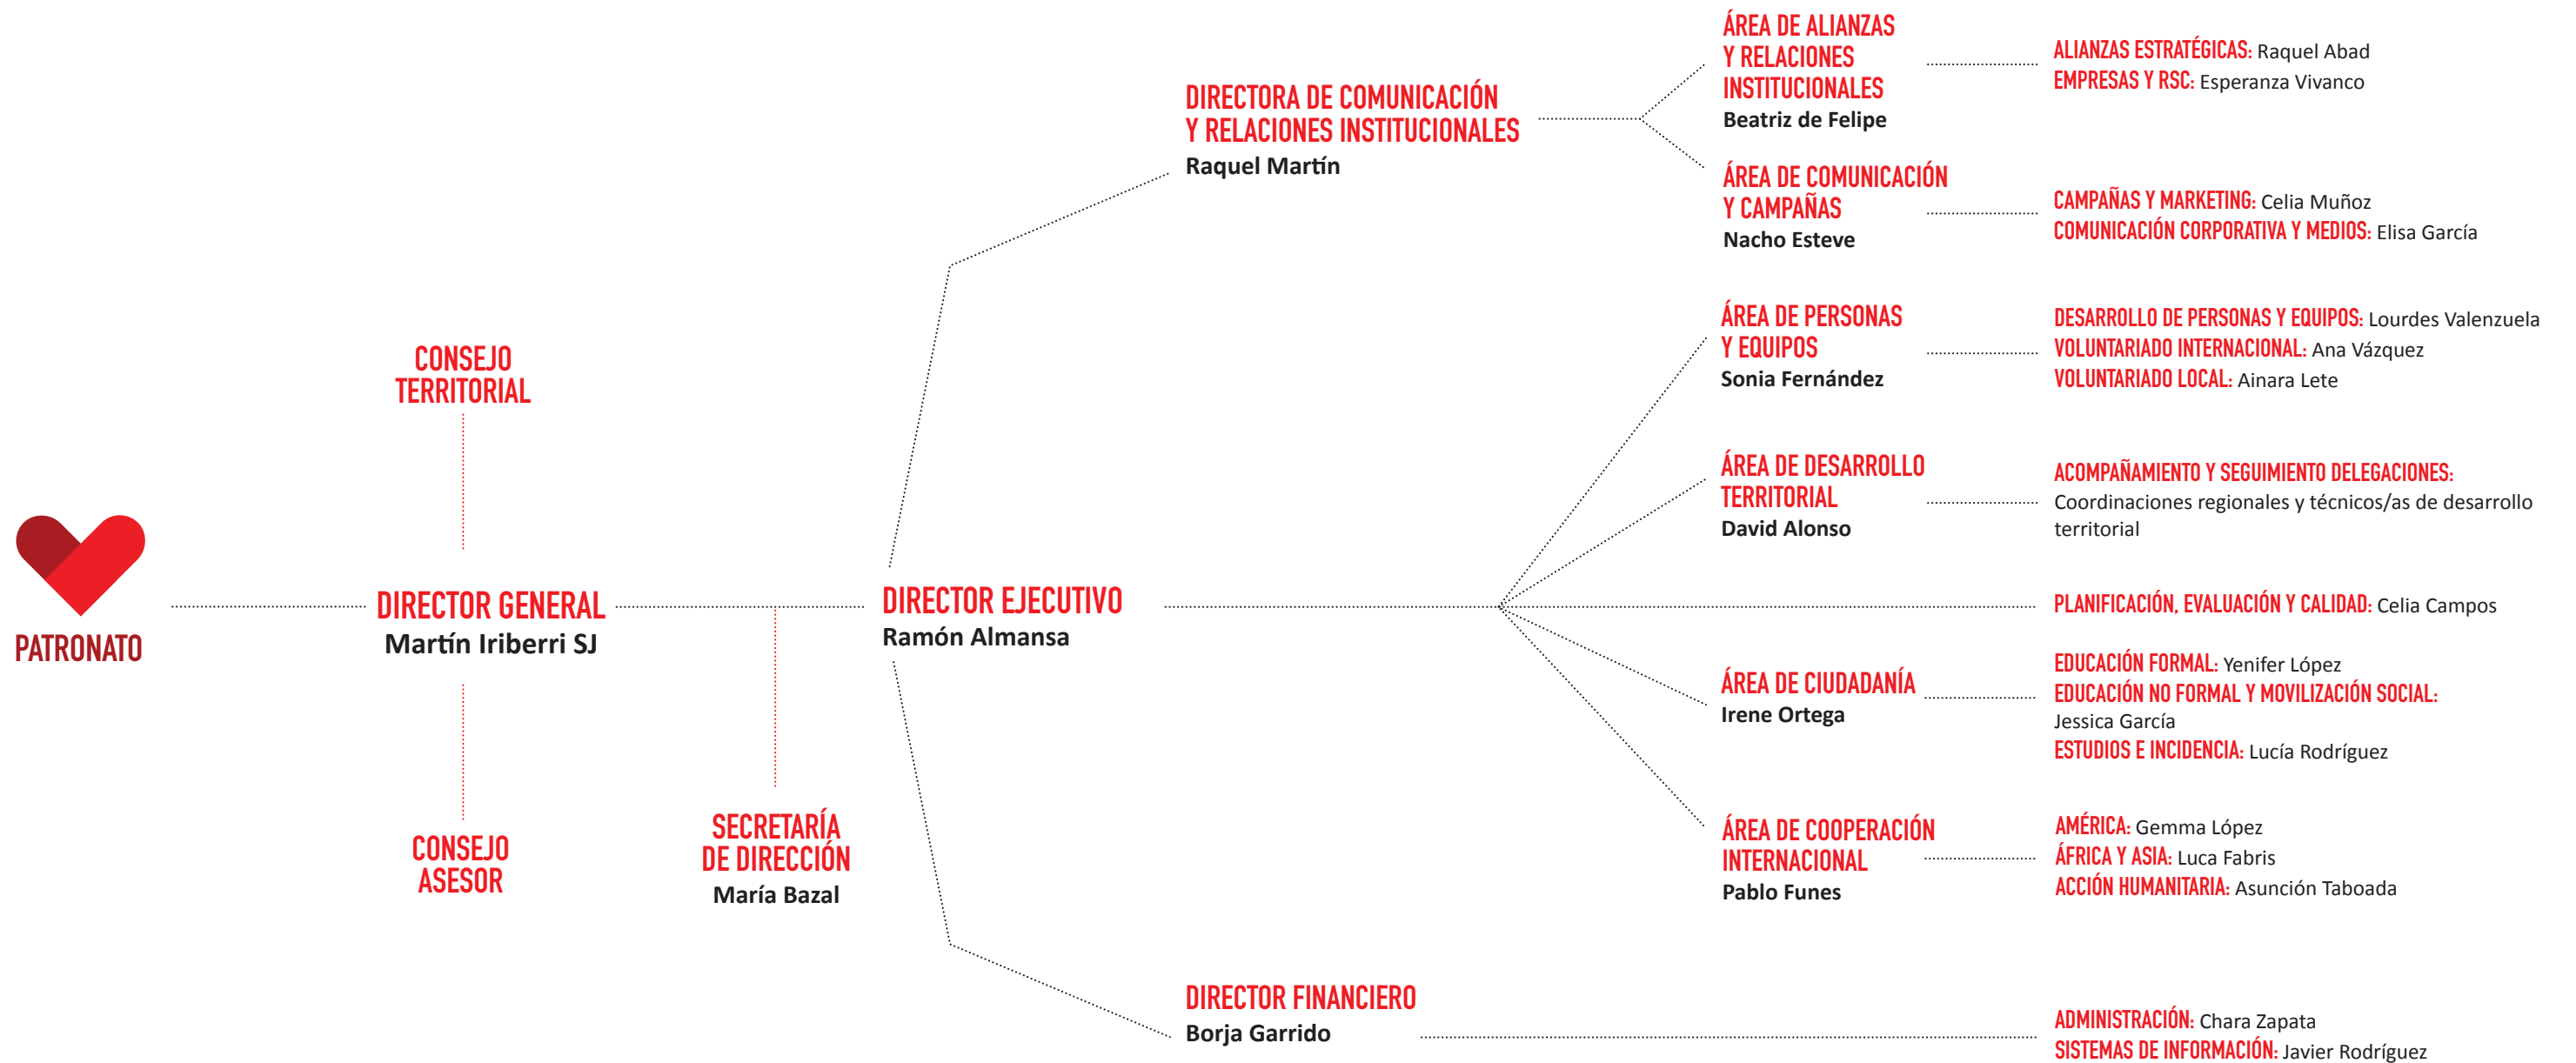 PATRONATO
CONSEJO
TERRITORIAL
DIRECTOR GENERAL
Martín Iriberri SJ
CONSEJO
ASESOR
SECRETARÍA
DE DIRECCIÓN
María Bazal
DIRECTOR EJECUTIVO
Ramón Almansa
DIRECTORA DE COMUNICACIÓN
Y RELACIONES INSTITUCIONALES
Raquel Martín
ÁREA DE ALIANZAS
Y RELACIONES
INSTITUCIONALES
Beatriz de Felipe
ALIANZAS ESTRATÉGICAS: Raquel Abad
EMPRESAS Y RSC: Esperanza Vivanco
ÁREA DE COMUNICACIÓN
Y CAMPAÑAS
Nacho Esteve
CAMPAÑAS Y MARKETING: Celia Muñoz
COMUNICACIÓN CORPORATIVA Y MEDIOS: Elisa García
ÁREA DE PERSONAS
Y EQUIPOS
Sonia Fernández
DESARROLLO DE PERSONAS Y EQUIPOS: Lourdes Valenzuela
VOLUNTARIADO INTERNACIONAL: Ana Vázquez
VOLUNTARIADO LOCAL: Ainara Lete
ÁREA DE DESARROLLO
TERRITORIAL
David Alonso
ACOMPAÑAMIENTO Y SEGUIMIENTO DELEGACIONES:
Coordinaciones regionales y técnicos/as de desarrollo
territorial
PLANIFICACIÓN, EVALUACIÓN Y CALIDAD: Celia Campos
ÁREA DE CIUDADANÍA
Irene Ortega
EDUCACIÓN FORMAL: Yenifer López
EDUCACIÓN NO FORMAL Y MOVILIZACIÓN SOCIAL:
Jessica García
ESTUDIOS E INCIDENCIA: Lucía Rodríguez
ÁREA DE COOPERACIÓN
INTERNACIONAL
Pablo Funes
AMÉRICA: Gemma López
ÁFRICA Y ASIA: Luca Fabris
ACCIÓN HUMANITARIA: Asunción Taboada
DIRECTOR FINANCIERO
Borja Garrido
ADMINISTRACIÓN: Chara Zapata
SISTEMAS DE INFORMACIÓN: Javier Rodríguez